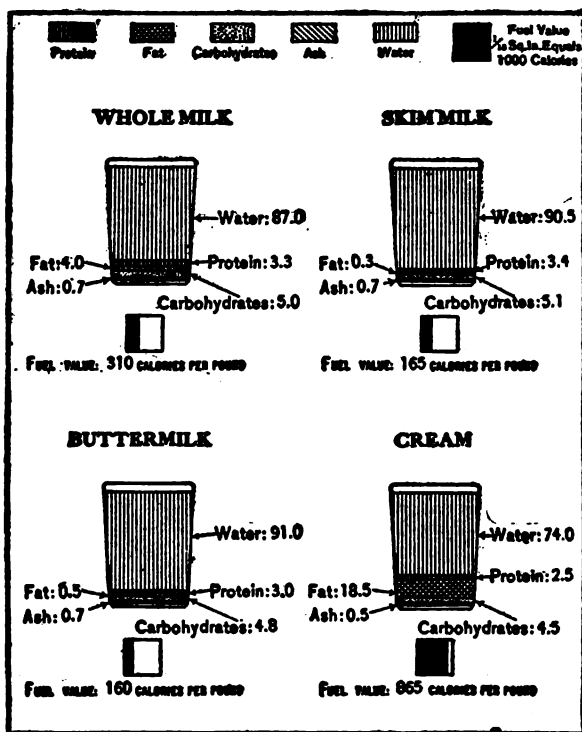 Protein Fat Carbohydrates Ash Water
Fuel Value
1/10 Sq. In. Equals
1000 Calories
WHOLE MILK
Water: 87.0
Fat: 4.0
Protein: 3.3
Ash: 0.7
Carbohydrates: 5.0
FUEL VALUE: 310 CALORIES PER POUND
SKIM MILK
Water: 90.5
Fat: 0.3
Protein: 3.4
Ash: 0.7
Carbohydrates: 5.1
FUEL VALUE: 165 CALORIES PER POUND
BUTTERMILK
Water: 91.0
Fat: 0.5
Protein: 3.0
Ash: 0.7
Carbohydrates: 4.8
FUEL VALUE: 160 CALORIES PER POUND
CREAM
Water: 74.0
Protein: 2.5
Fat: 18.5
Ash: 0.5
Carbohydrates: 4.5
FUEL VALUE: 865 CALORIES PER POUND